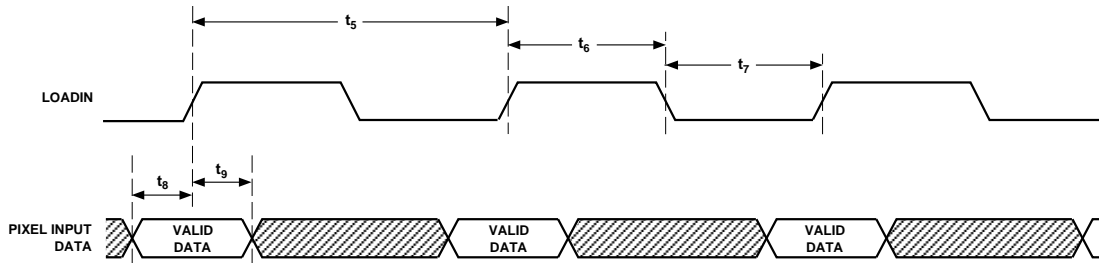 t5
t6
t7
LOADIN
t8
t9
PIXEL INPUT
DATA
VALID
DATA
VALID
DATA
VALID
DATA